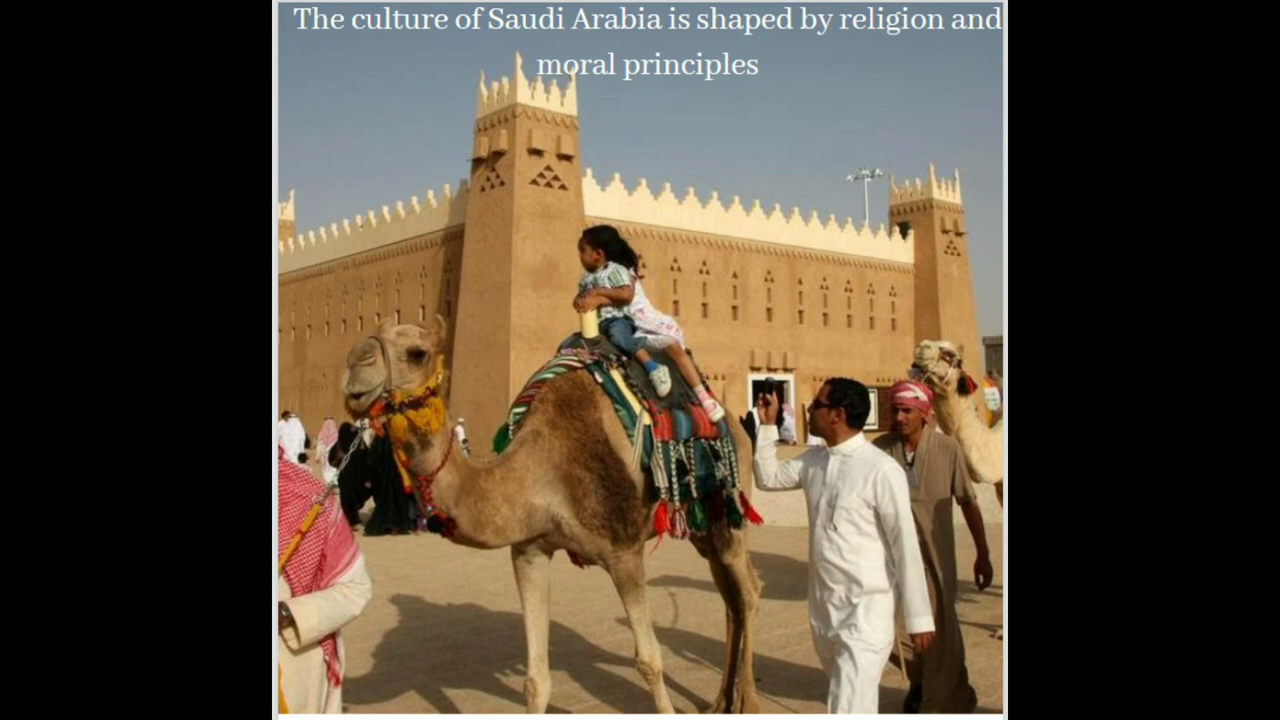 The culture of Saudi Arabia is shaped by religion and
moral principles